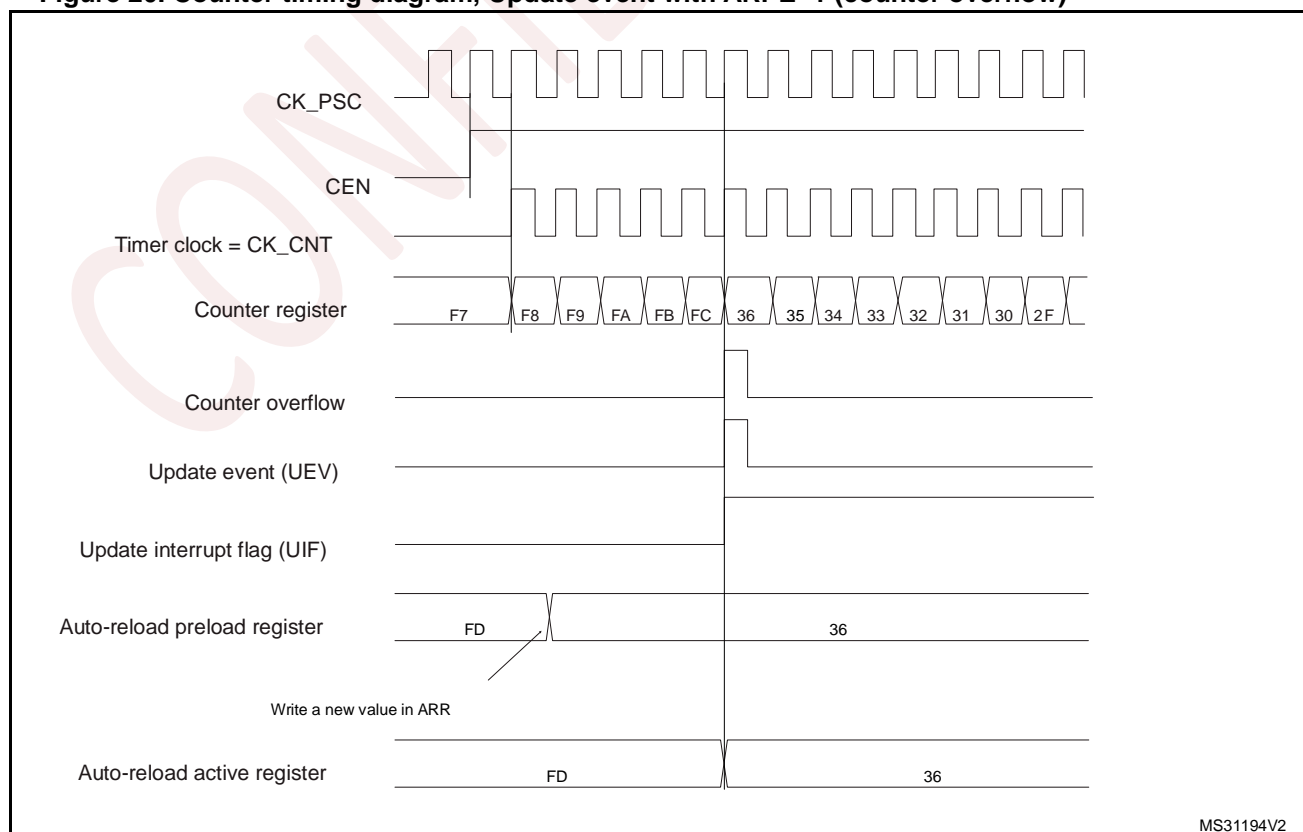 CK_PSC
CEN
Timer clock = CK_CNT
Counter register
F7 F8 F9 FA FB FC 36 35 34 33 32 31 30 2F
Counter overflow
Update event (UEV)
Update interrupt flag (UIF)
Auto-reload preload register
FD 36
Write a new value in ARR
Auto-reload active register
FD 36
MS31194V2